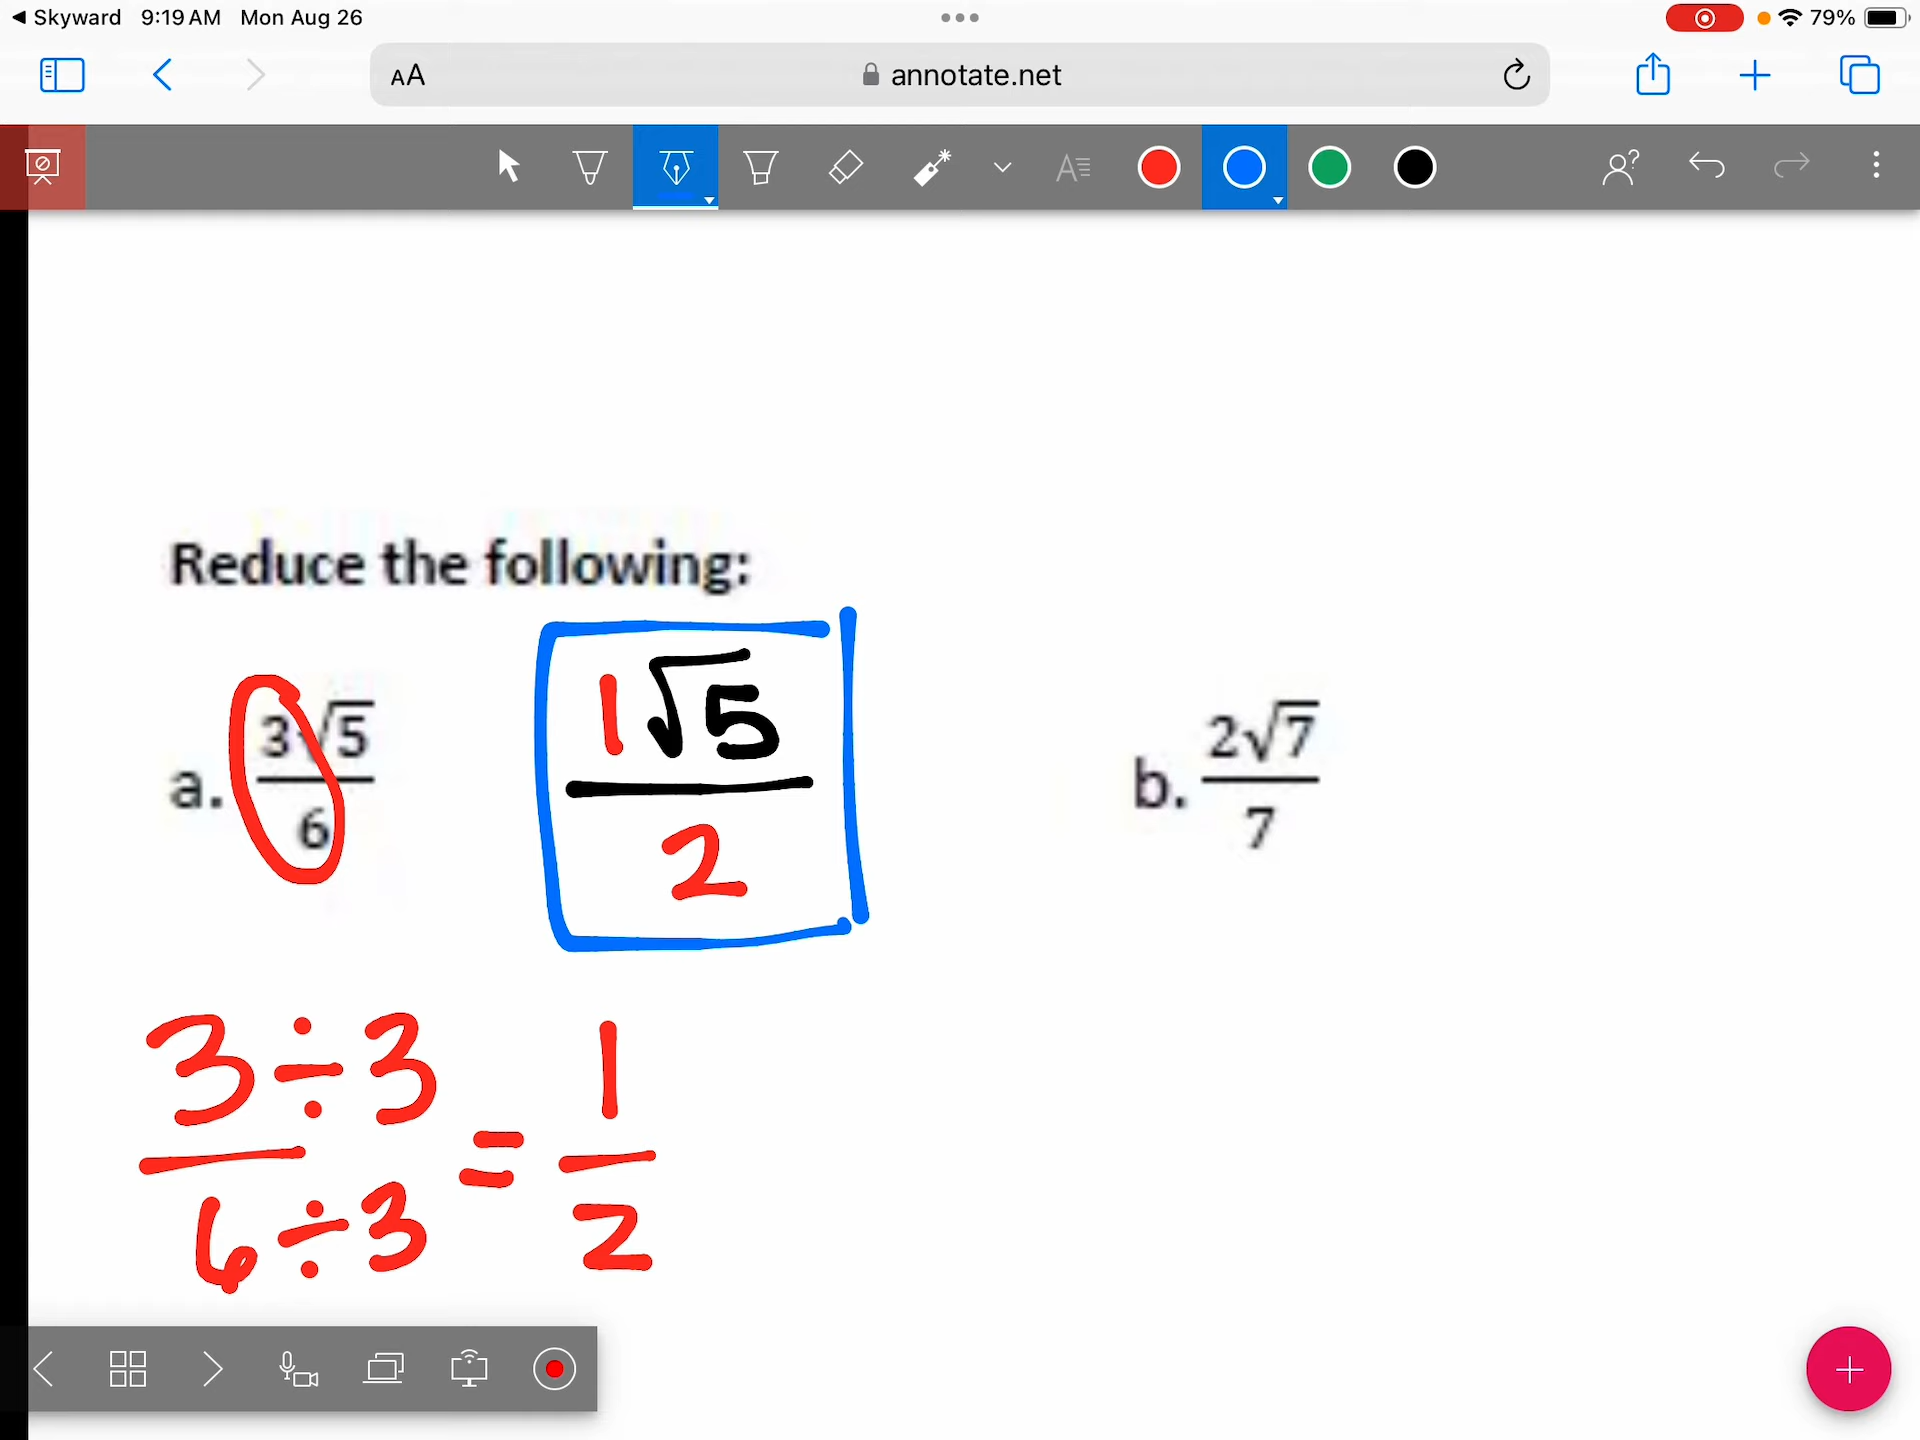 Skyward 9:19 AM Mon Aug 26 79%
AA annotate.net
Reduce the following:
a. 3√5/6 1√5/2 b. 2√7/7
3÷3/6÷3 = 1/2